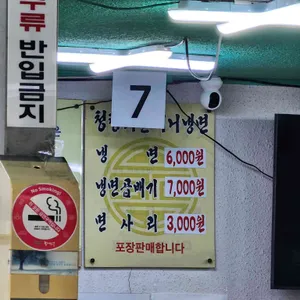 주류 반입금지
7
냉면
냉 면 6,000원
냉면곱빼기 7,000원
면 사 리 3,000원
포장판매합니다
No Smoking!